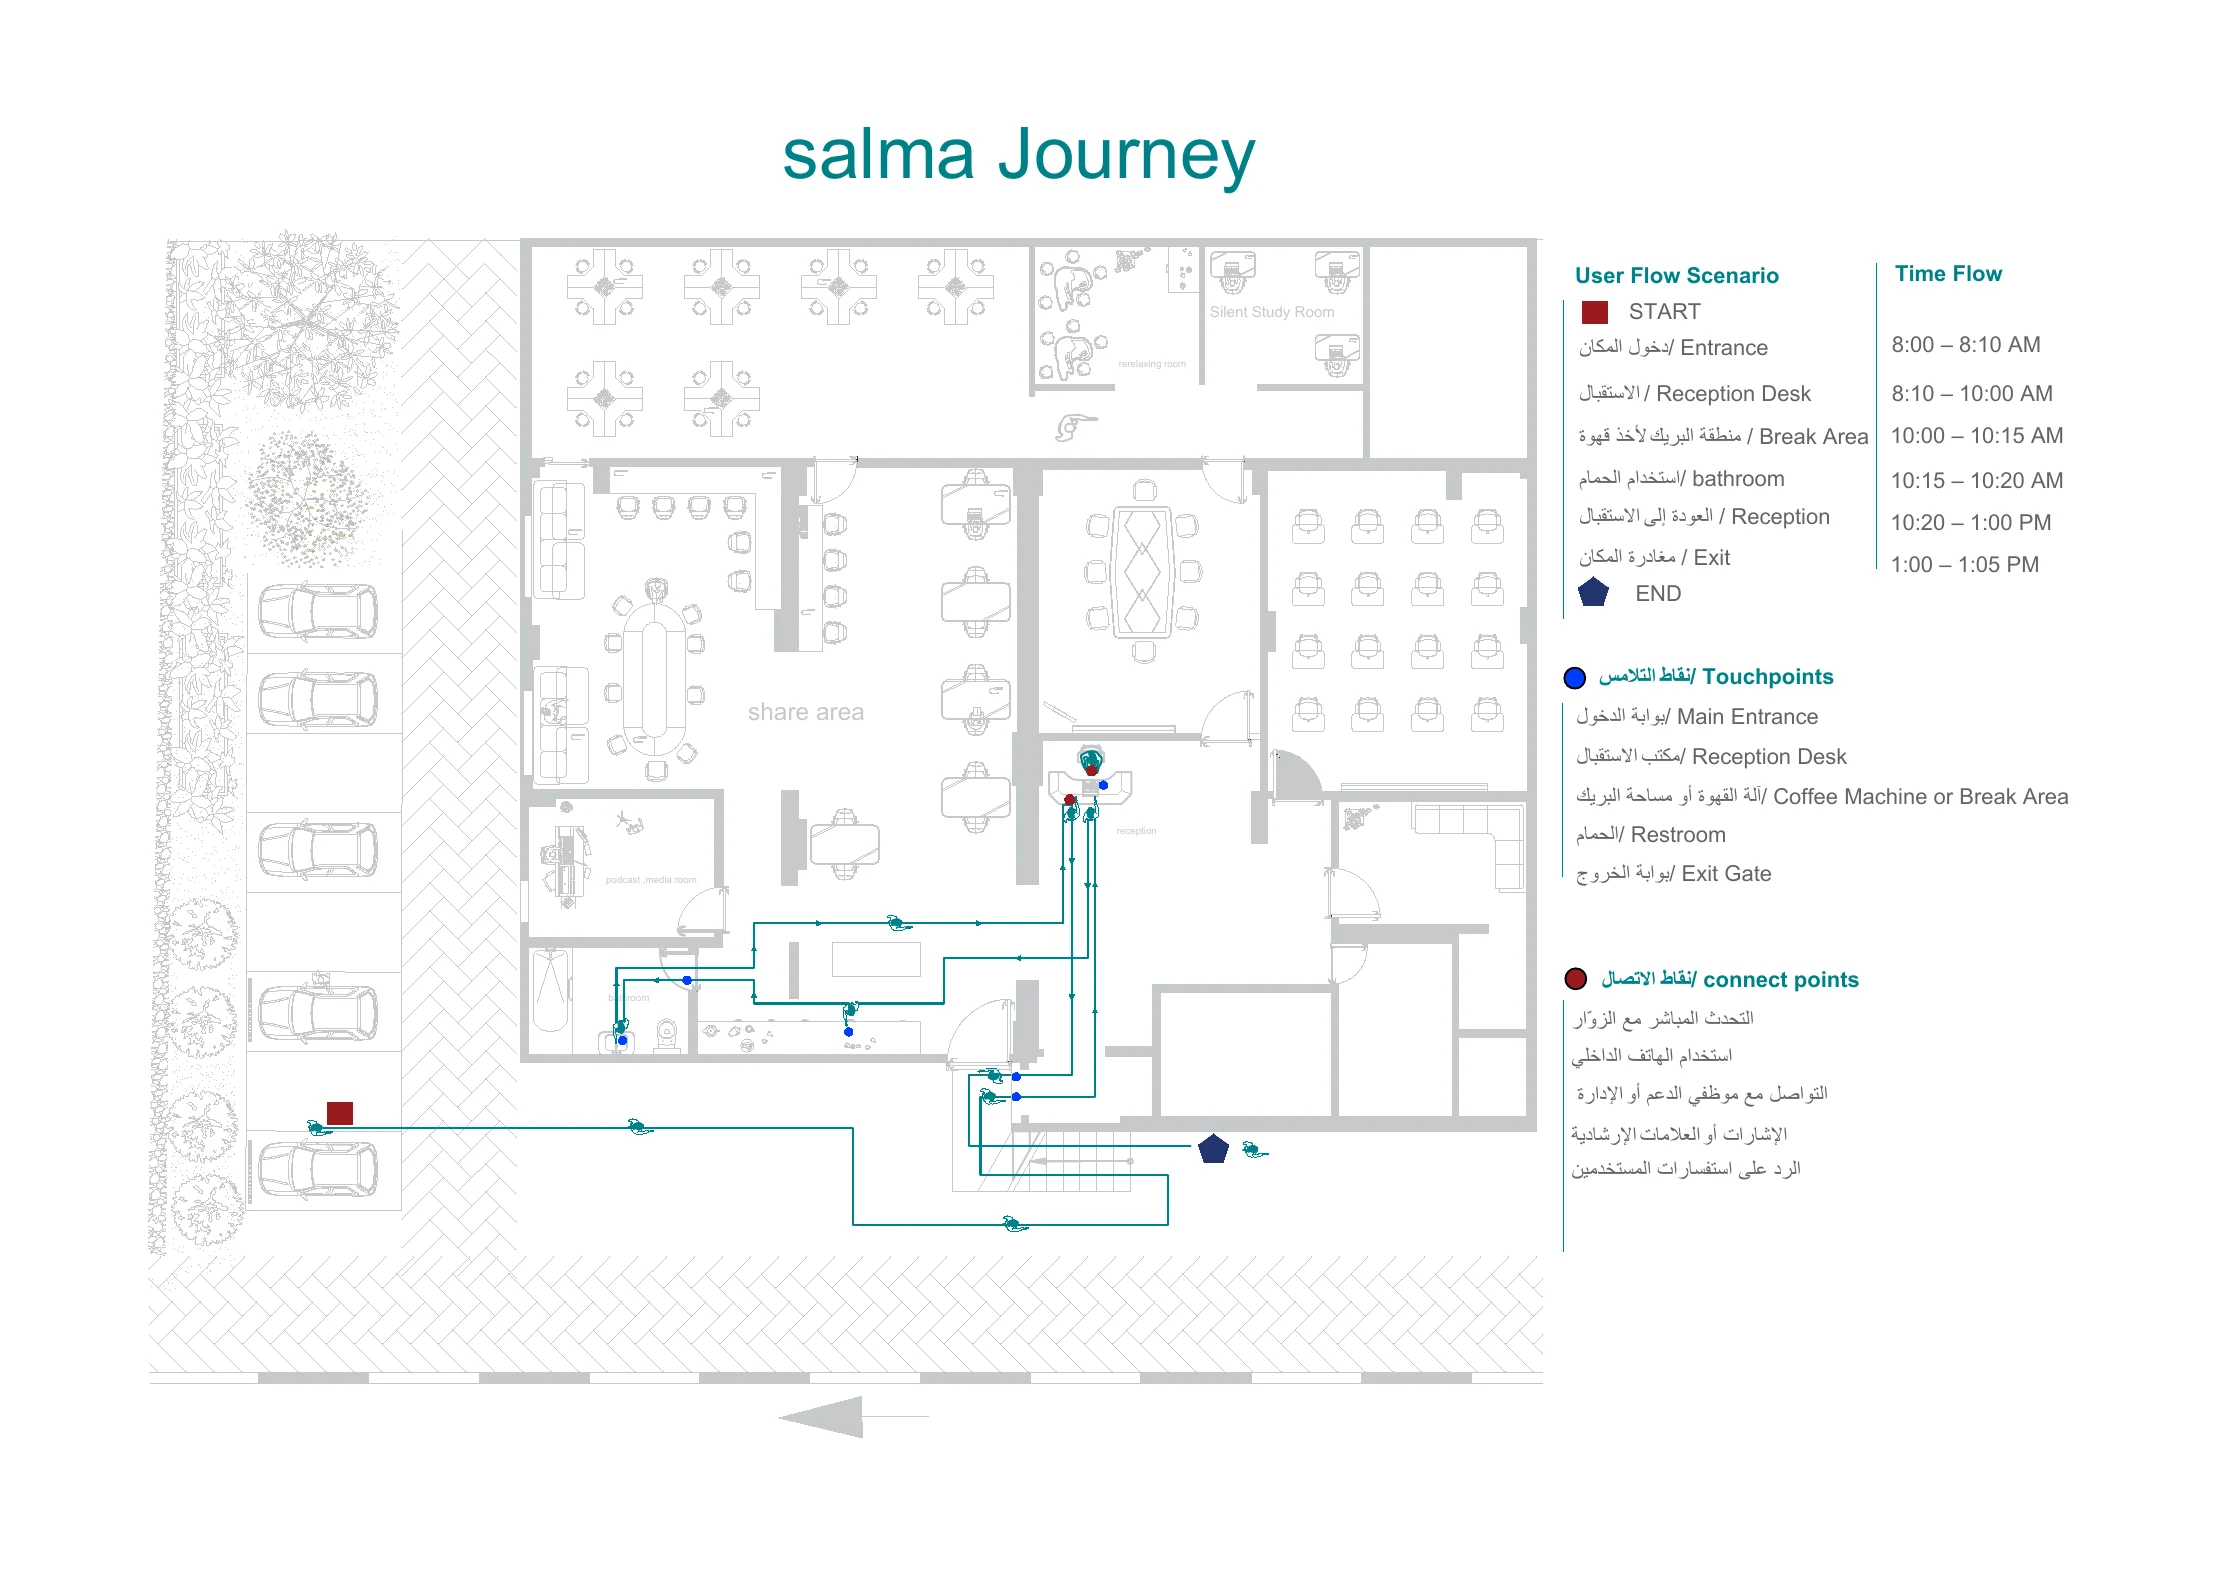 salma Journey
User Flow Scenario
Time Flow
START
دخول المكان/ Entrance
8:00 – 8:10 AM
الاستقبال / Reception Desk
8:10 – 10:00 AM
منطقة البريك لأخذ قهوة / Break Area
10:00 – 10:15 AM
استخدام الحمام/ bathroom
10:15 – 10:20 AM
العودة إلى الاستقبال / Reception
10:20 – 1:00 PM
مغادرة المكان / Exit
1:00 – 1:05 PM
END
نقاط التلامس/ Touchpoints
بوابة الدخول/ Main Entrance
مكتب الاستقبال/ Reception Desk
آلة القهوة أو مساحة البريك/ Coffee Machine or Break Area
الحمام/ Restroom
بوابة الخروج/ Exit Gate
نقاط الاتصال/ connect points
التحدث المباشر مع الزوّار
استخدام الهاتف الداخلي
التواصل مع موظفي الدعم أو الإدارة
الإشارات أو العلامات الإرشادية
الرد على استفسارات المستخدمين
Silent Study Room
rerelaxing room
share area
reception
podcast ,media room
bathroom